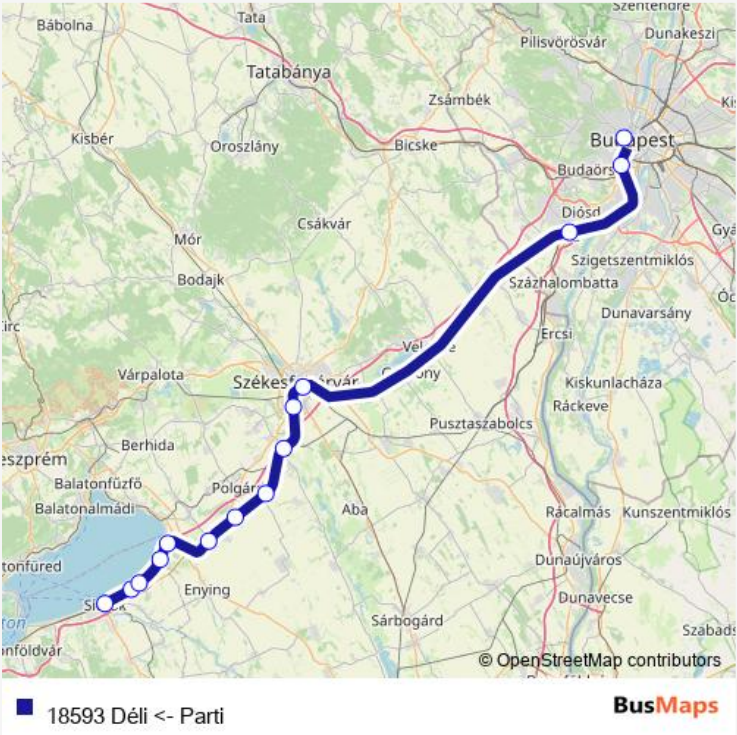 Szentendre
Bábolna
Tata
Dunakeszi
Pilisvörösvár
Tatabánya
Zsámbék
Kisbér
Oroszlány
Bicske
Budapest
Budaörs
Diósd
Csákvár
Mór
Szigetszentmiklós
Bodajk
Százhalombatta
Dunavarsány
Ercsi
Várpalota
Székesfehérvár
Kiskunlacháza
Ráckeve
Pusztaszabolcs
Berhida
Balatonfűzfő
Polgár
Balatonalmádi
Aba
Rácalmás
Kunszentmiklós
Dunaújváros
Enying
Dunavecse
Sárbogárd
© OpenStreetMap contributors
18593 Déli <- Parti
BusMaps